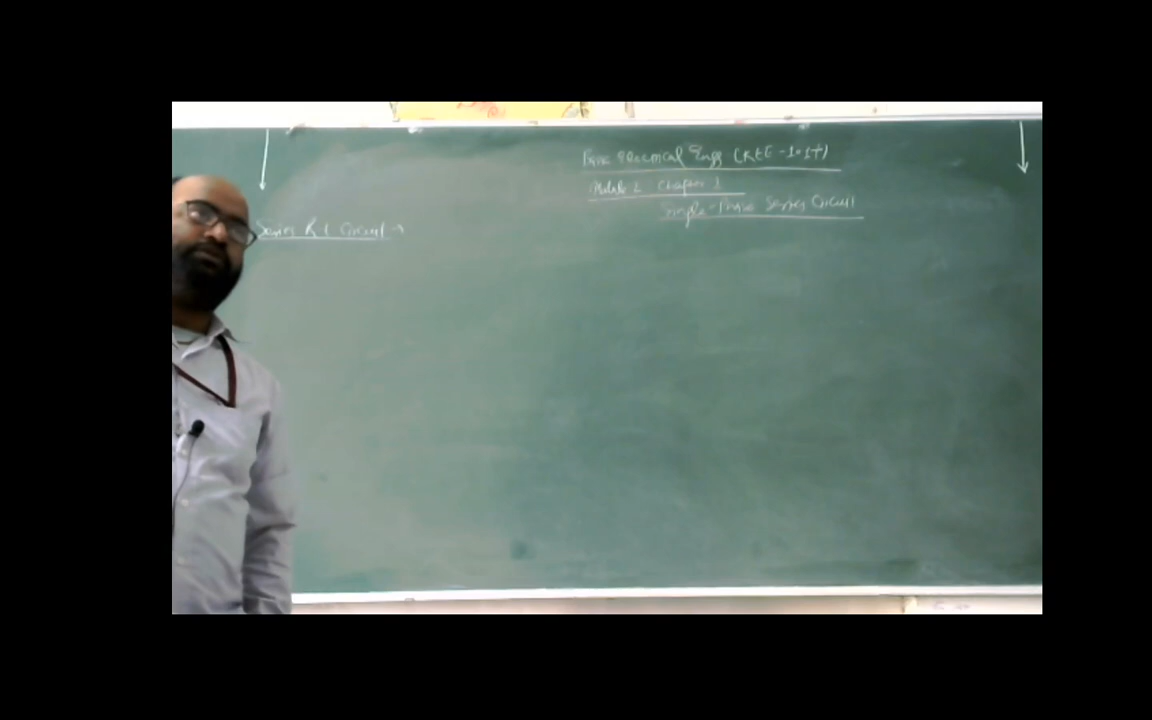 Basic Electrical Engg (KEE-101T)
Module 2 Chapter 1
Single-Phase Series Circuit
Series R L Circuit →